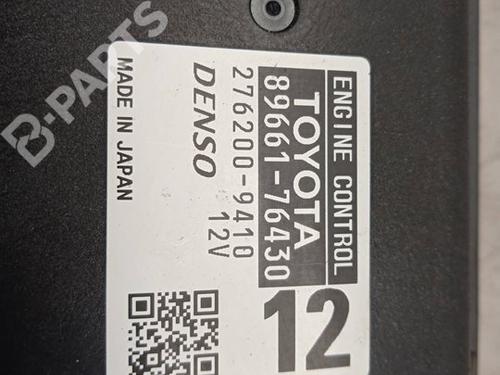 ENGINE CONTROL
TOYOTA
89661-76430
12
276200-9410
DENSO
12V
MADE IN JAPAN
B-PARTS